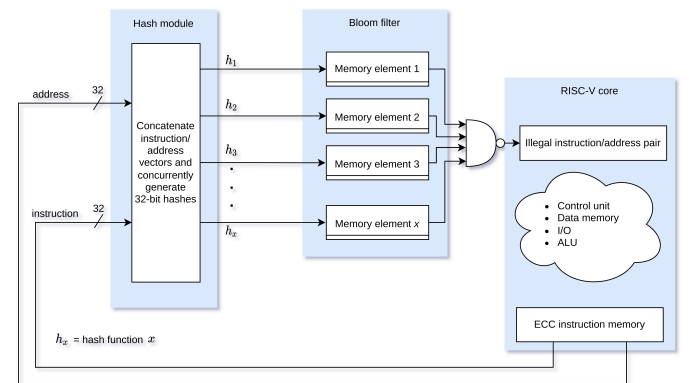 Hash module
Bloom filter
RISC-V core
address
32
instruction
32
Concatenate
instruction/
address
vectors and
concurrently
generate
32-bit hashes
h₁
h₂
h₃
.
.
.
hₓ
Memory element 1
Memory element 2
Memory element 3
Memory element x
Illegal instruction/address pair
• Control unit
• Data memory
• I/O
• ALU
ECC instruction memory
hₓ = hash function x